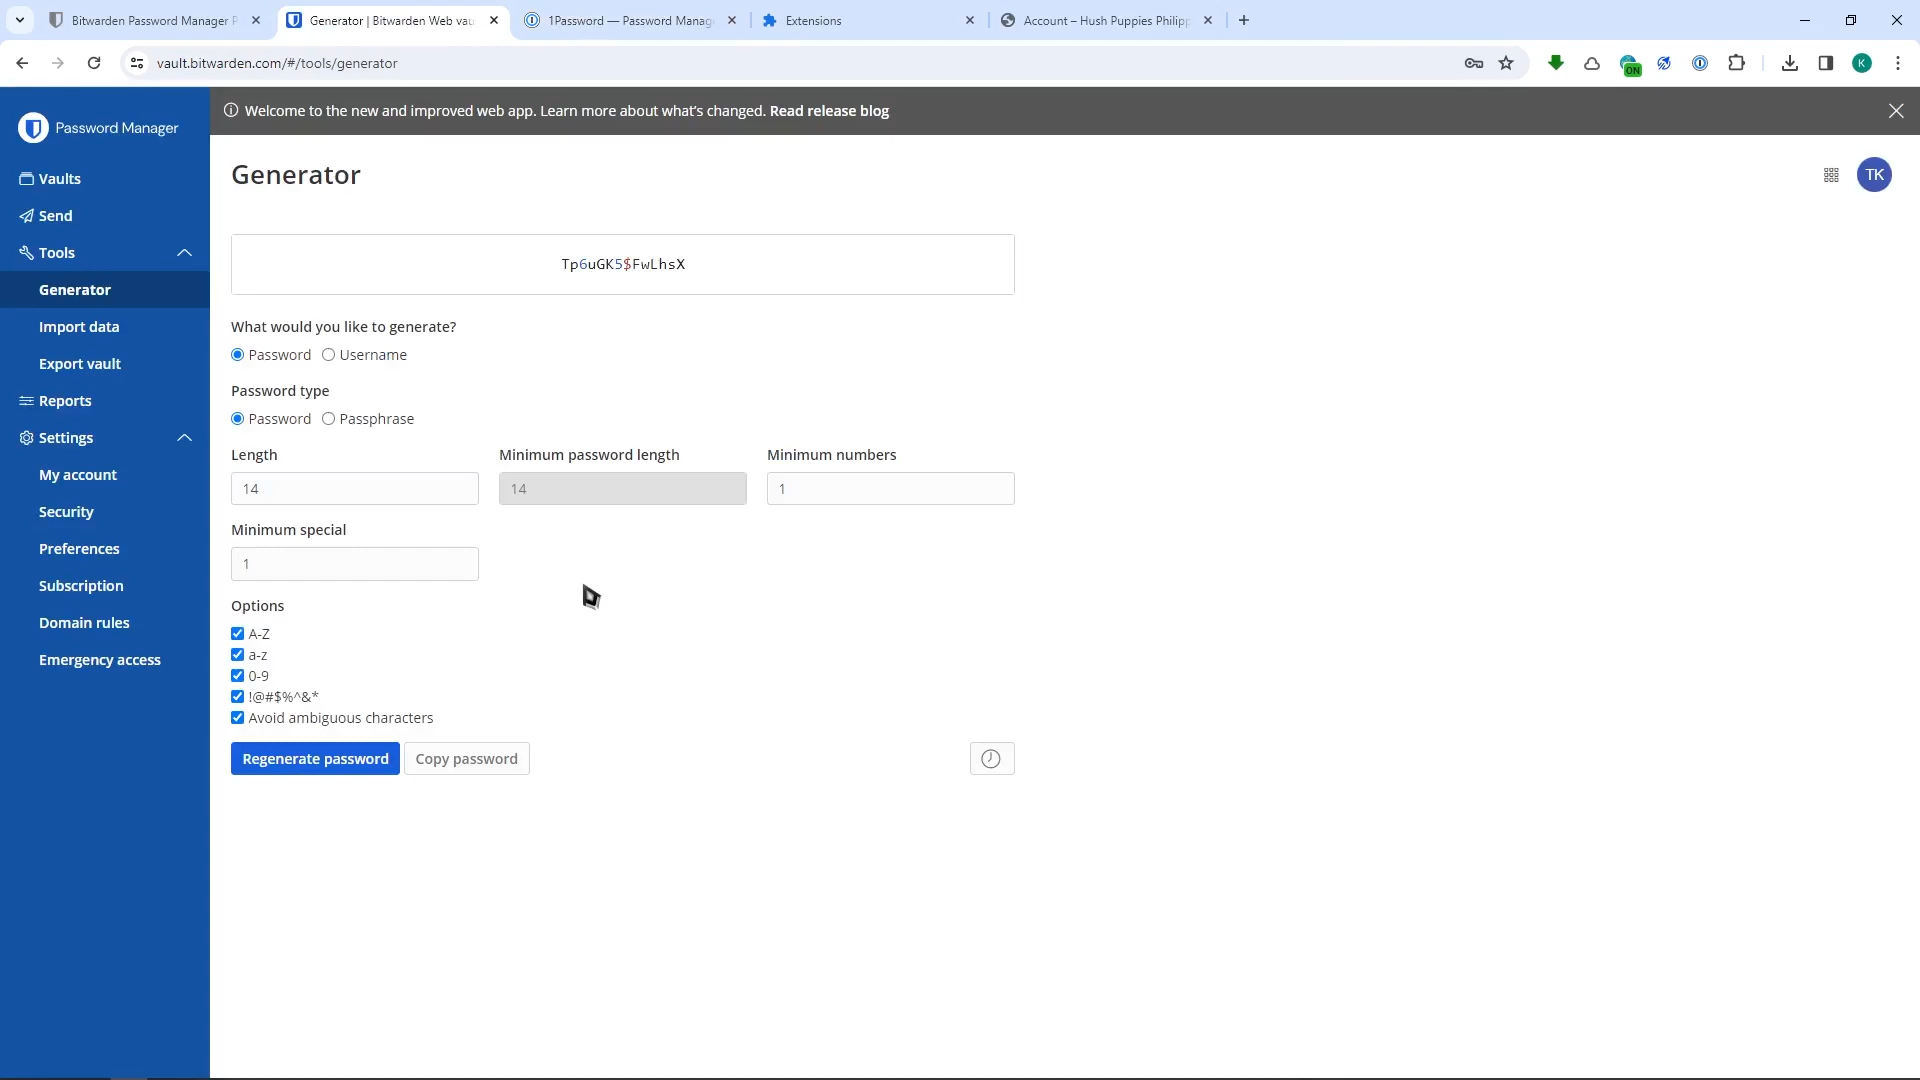 Bitwarden Password Manager P
Generator | Bitwarden Web vau
1Password — Password Manag
Extensions
Account – Hush Puphies Philipp
vault.bitwarden.com/#/tools/generator
ON
K
Password Manager
Welcome to the new and improved web app. Learn more about what's changed. Read release blog
Vaults
Send
Tools
Generator
Import data
Export vault
Reports
Settings
My account
Security
Preferences
Subscription
Domain rules
Emergency access
Generator
TK
Tp6uGK5$FwLhsX
What would you like to generate?
Password Username
Password type
Password Passphrase
Length Minimum password length Minimum numbers
14 14 1
Minimum special
1
Options
A-Z
a-z
0-9
!@#$%^&*
Avoid ambiguous characters
Regenerate password Copy password